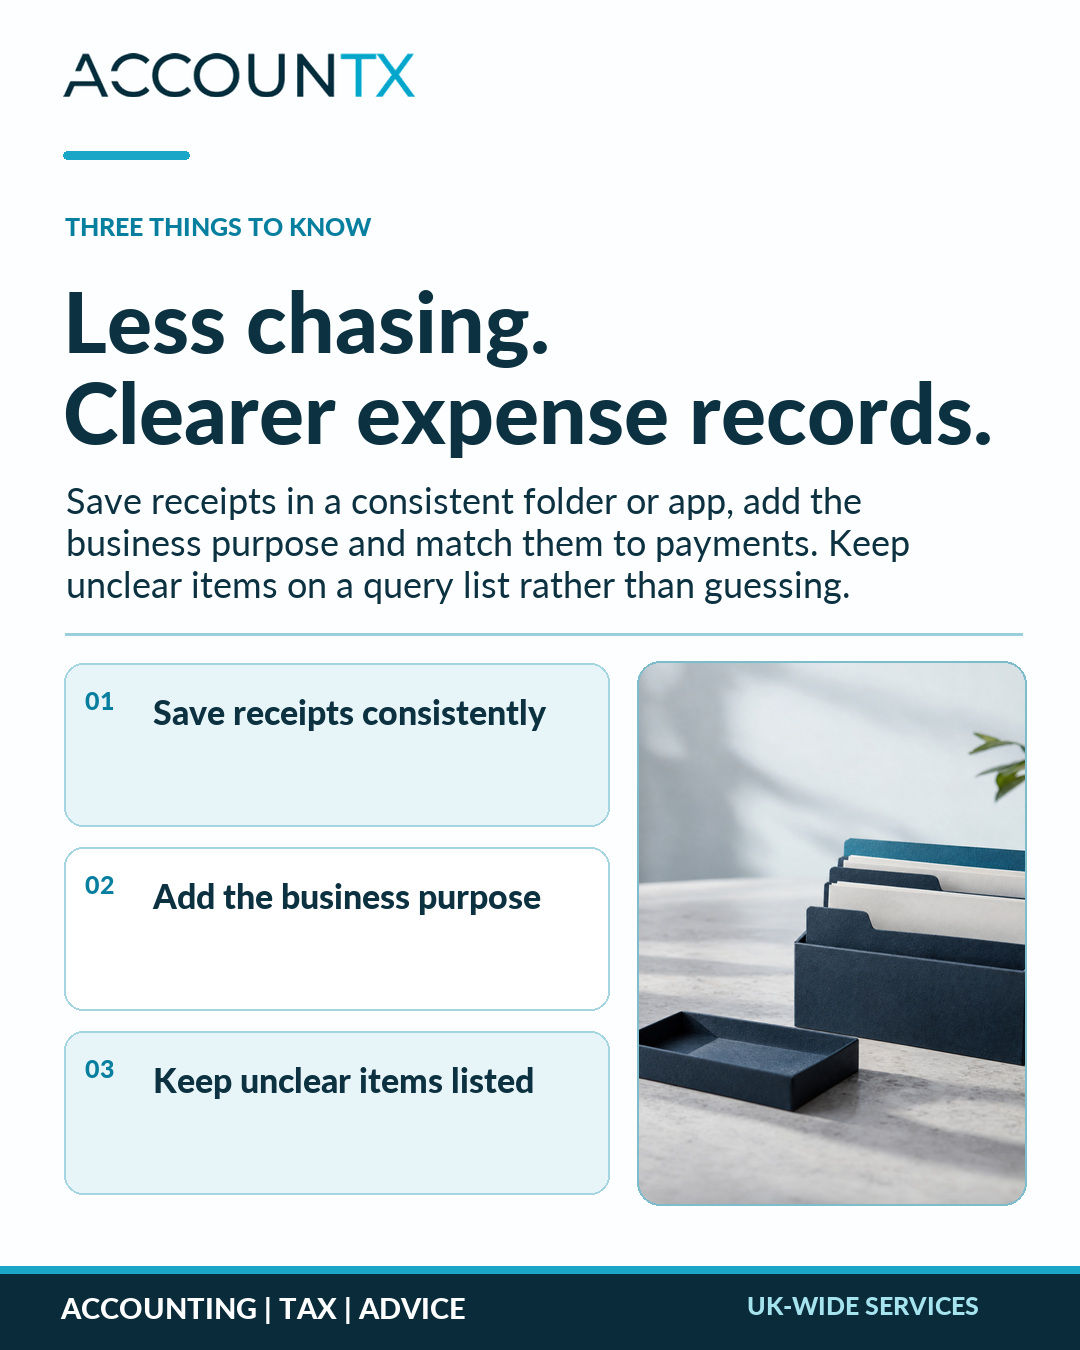 ACCOUNTX
THREE THINGS TO KNOW
Less chasing.
Clearer expense records.
Save receipts in a consistent folder or app, add the
business purpose and match them to payments. Keep
unclear items on a query list rather than guessing.
01 Save receipts consistently
02 Add the business purpose
03 Keep unclear items listed
ACCOUNTING | TAX | ADVICE
UK-WIDE SERVICES